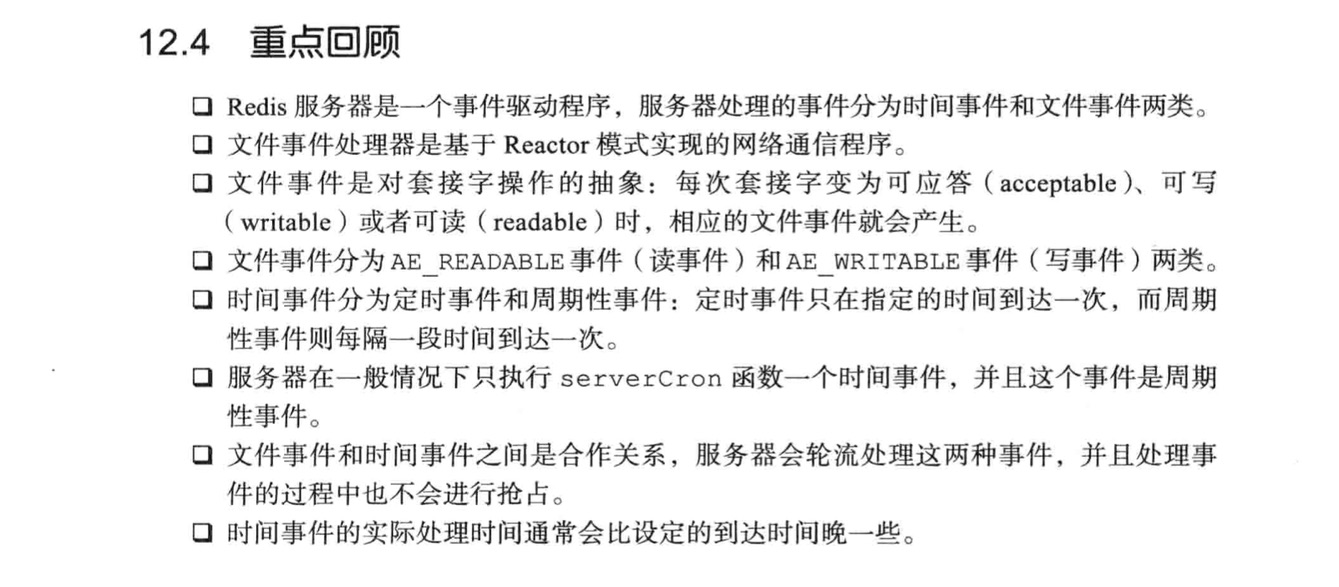 12.4 重点回顾
❑ Redis 服务器是一个事件驱动程序，服务器处理的事件分为时间事件和文件事件两类。
❑ 文件事件处理器是基于 Reactor 模式实现的网络通信程序。
❑ 文件事件是对套接字操作的抽象：每次套接字变为可应答（acceptable）、可写
（writable）或者可读（readable）时，相应的文件事件就会产生。
❑ 文件事件分为 AE_READABLE 事件（读事件）和 AE_WRITABLE 事件（写事件）两类。
❑ 时间事件分为定时事件和周期性事件：定时事件只在指定的时间到达一次，而周期
性事件则每隔一段时间到达一次。
❑ 服务器在一般情况下只执行 serverCron 函数一个时间事件，并且这个事件是周期
性事件。
❑ 文件事件和时间事件之间是合作关系，服务器会轮流处理这两种事件，并且处理事
件的过程中也不会进行抢占。
❑ 时间事件的实际处理时间通常会比设定的到达时间晚一些。